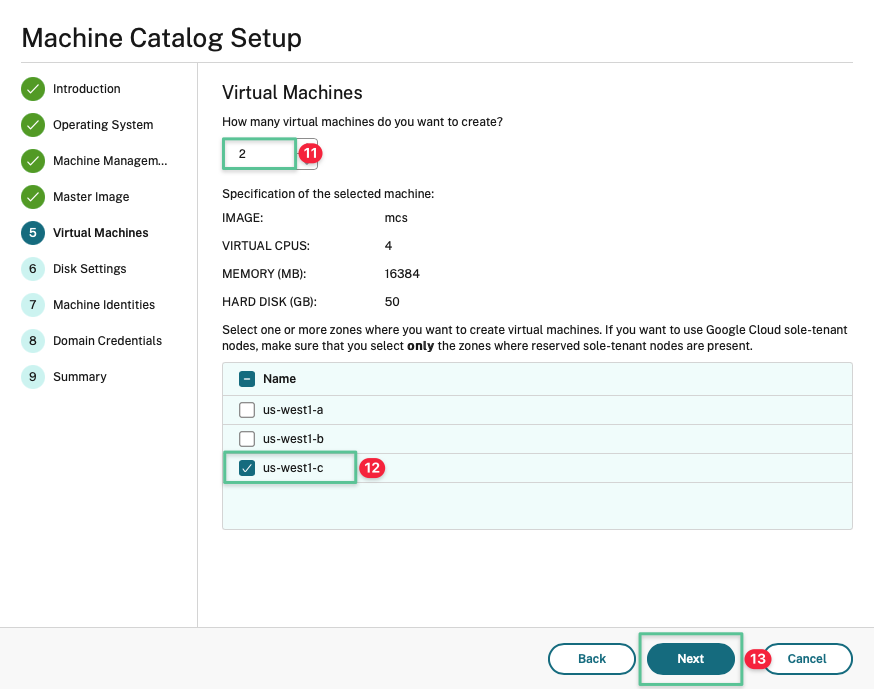 Machine Catalog Setup
Introduction
Operating System
Machine Managem...
Master Image
5 Virtual Machines
6 Disk Settings
7 Machine Identities
8 Domain Credentials
9 Summary
Virtual Machines
How many virtual machines do you want to create?
2 11
Specification of the selected machine:
IMAGE: mcs
VIRTUAL CPUS: 4
MEMORY (MB): 16384
HARD DISK (GB): 50
Select one or more zones where you want to create virtual machines. If you want to use Google Cloud sole-tenant
nodes, make sure that you select only the zones where reserved sole-tenant nodes are present.
Name
us-west1-a
us-west1-b
us-west1-c 12
Back Next 13 Cancel